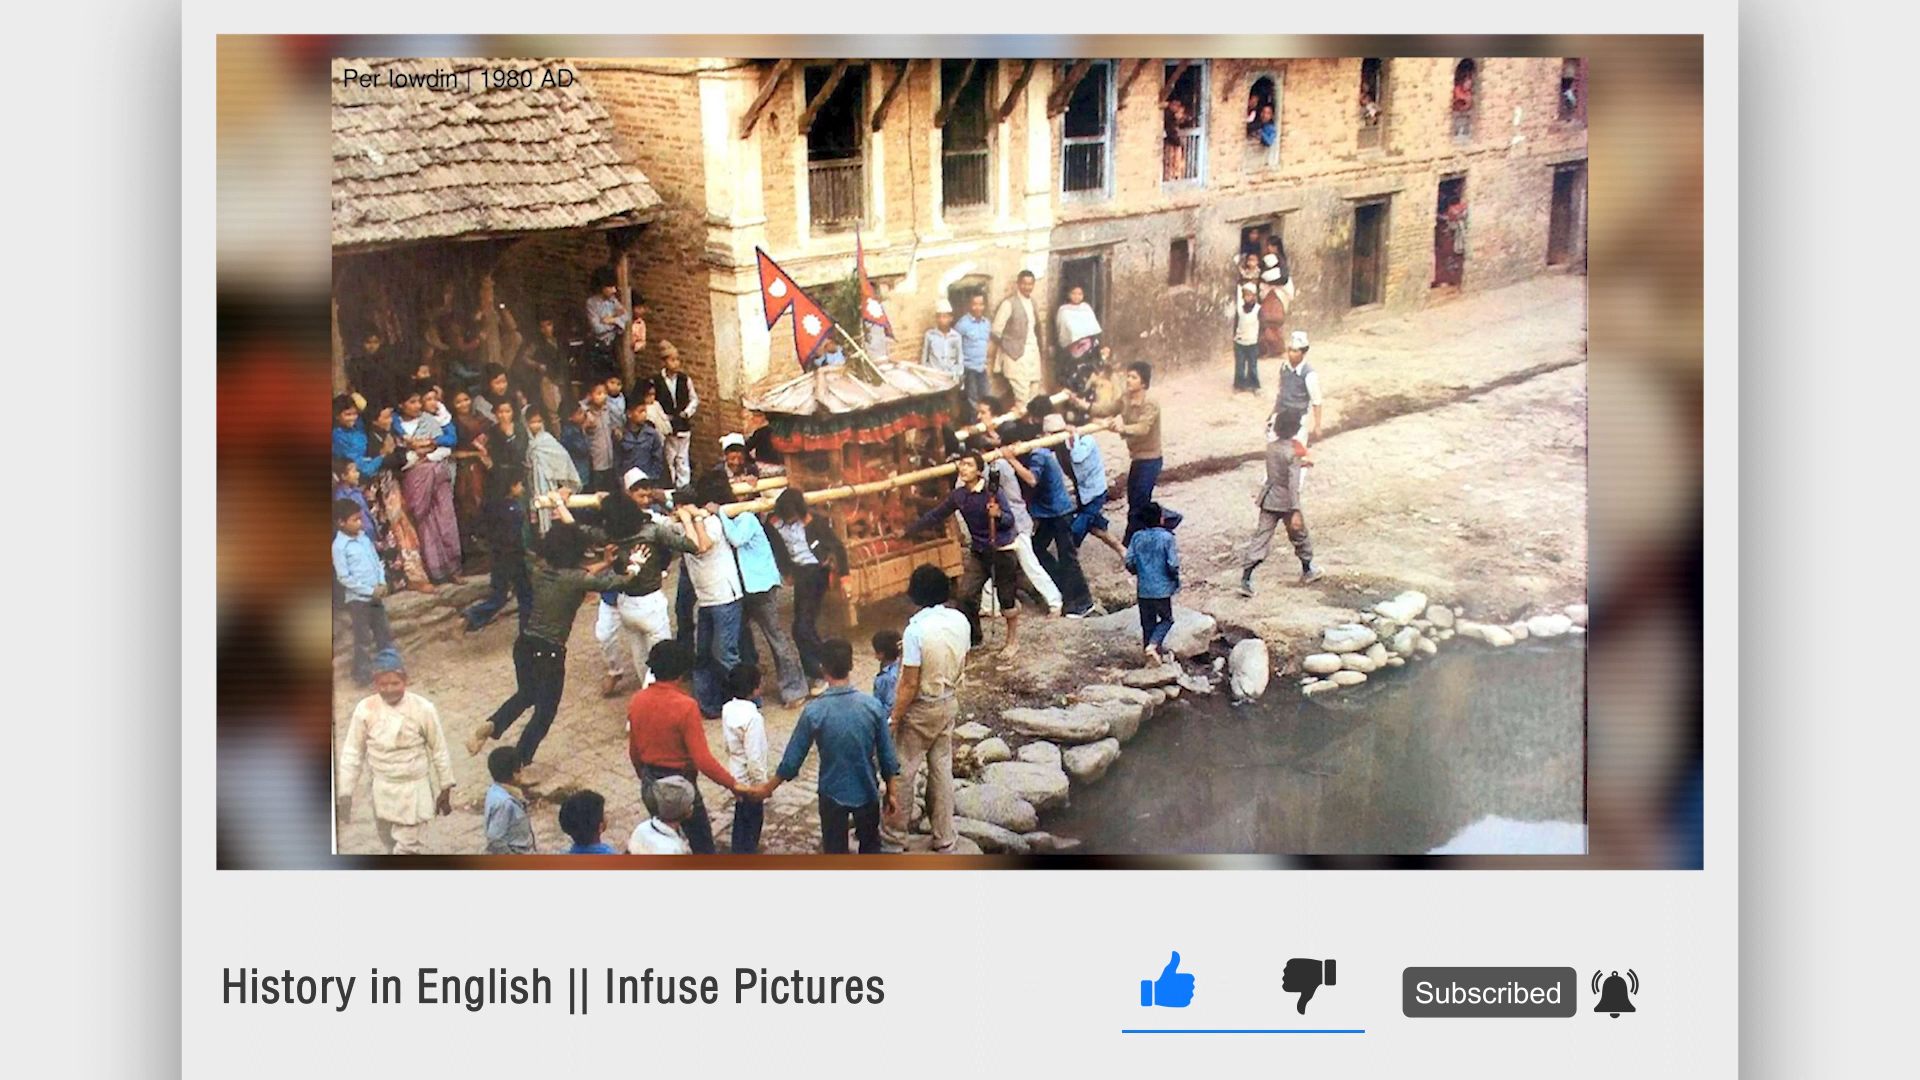 Per lowdin | 1980 AD
History in English || Infuse Pictures
Subscribed